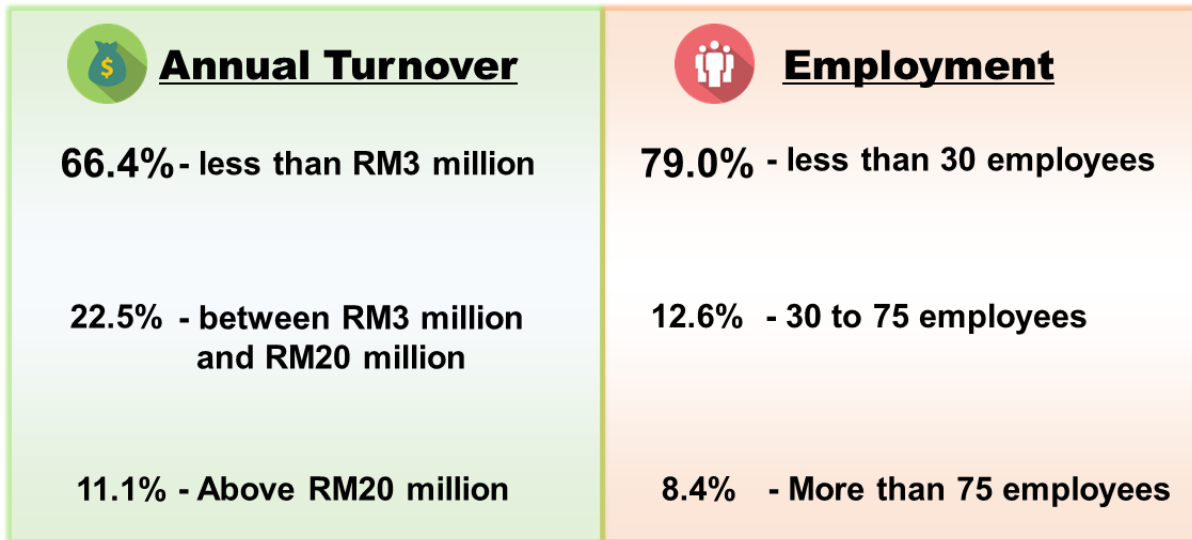 $
Annual Turnover
66.4% - less than RM3 million
22.5% - between RM3 million
and RM20 million
11.1% - Above RM20 million
Employment
79.0% - less than 30 employees
12.6% - 30 to 75 employees
8.4% - More than 75 employees